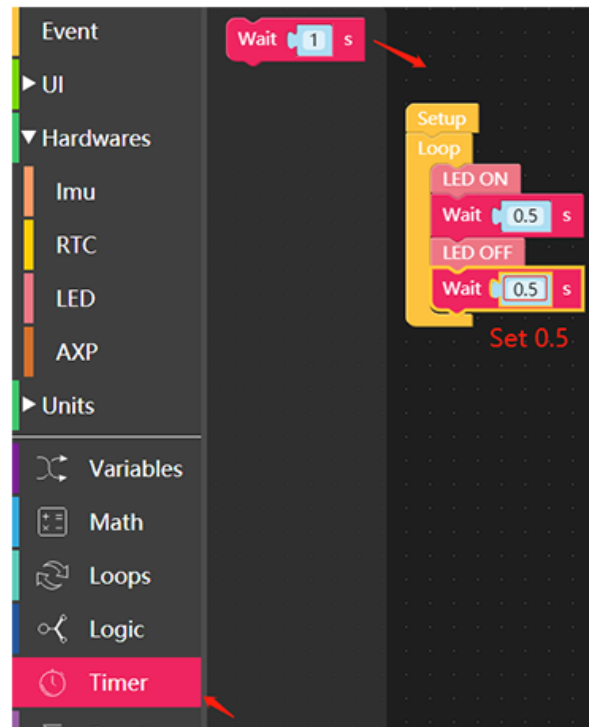 Event
UI
Hardwares
Imu
RTC
LED
AXP
Units
Variables
Math
Loops
Logic
Timer
Wait 1 s
Setup
Loop
LED ON
Wait 0.5 s
LED OFF
Wait 0.5 s
Set 0.5